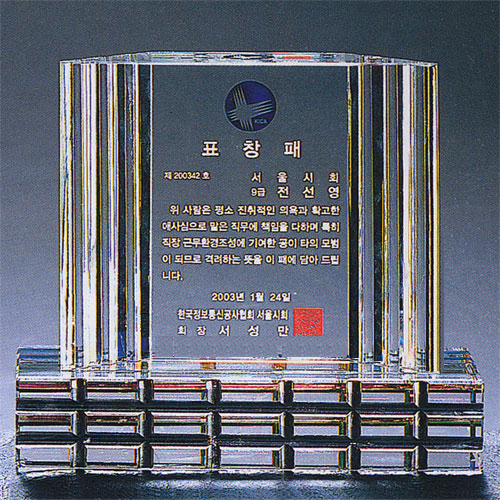 KICA
표 창 패
제 200342 호
서 울 시 회
9급 전 선 영
위 사람은 평소 진취적인 의욕과 확고한
애사심으로 맡은 직무에 책임을 다하며 특히
직장 근무환경조성에 기여한 공이 타의 모범
이 되므로 격려하는 뜻을 이 패에 담아 드립
니다.
2003년 1월 24일
한국정보통신공사협회 서울시회
회 장 서 성 만